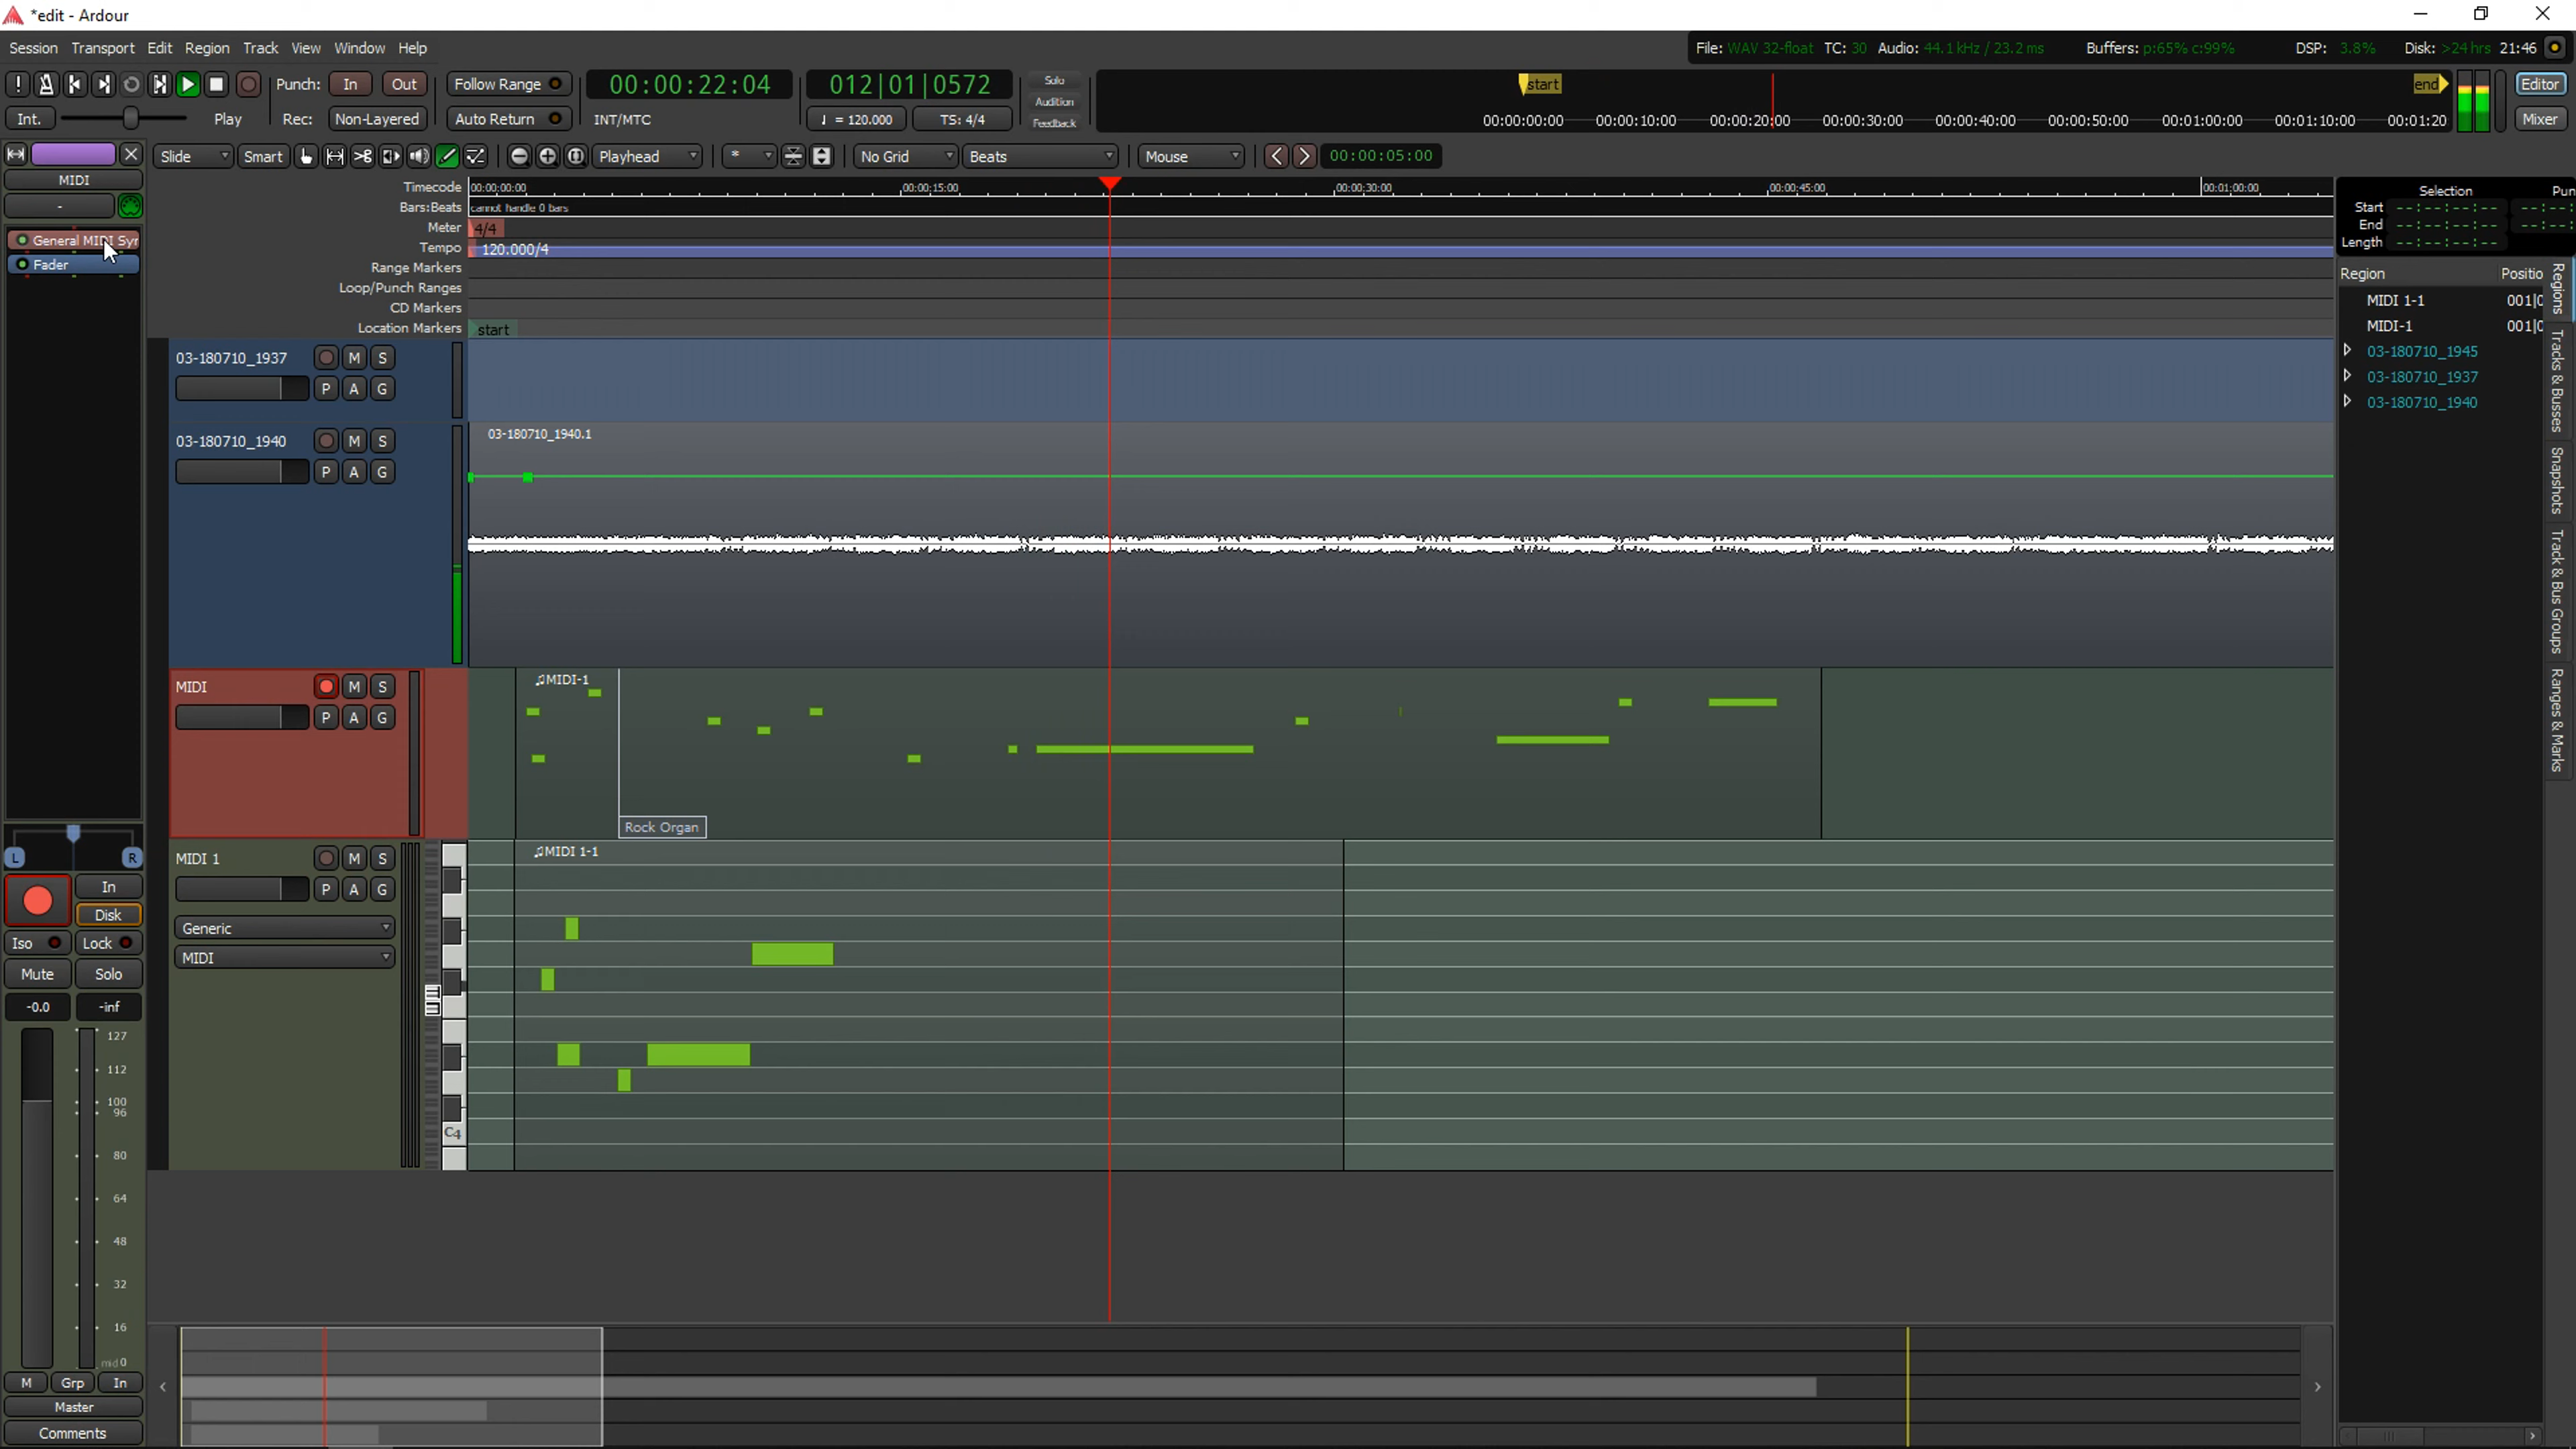 *edit - Ardour
Session Transport Edit Region Track View Window Help
File: WAV 32-float TC: 30 Audio: 44.1 kHz / 23.2 ms Buffers: p:65% c:99% DSP: 3.8% Disk: >24 hrs 21:46
Punch: In Out Follow Range 00:00:22:04 012|01|0572 Solo Audition Feedback
start end
00:00:00:00 00:00:10:00 00:00:20:00 00:00:30:00 00:00:40:00 00:00:50:00 00:01:00:00 00:01:10:00 00:01:20
Editor
Mixer
Int. Play Rec: Non-Layered Auto Return INT/MTC ♩ = 120.000 TS: 4/4
Slide Smart Playhead * No Grid Beats Mouse 00:00:05:00
MIDI
-
General MIDI Syn
Fader
Timecode 00:00:00:00 00:00:15:00 00:00:30:00 00:00:45:00 00:01:00:00
Bars:Beats cannot handle 0 bars
Meter 4/4
Tempo 120.000/4
Range Markers
Loop/Punch Ranges
CD Markers
Location Markers start
03-180710_1937 M S
P A G
03-180710_1940 M S
P A G
03-180710_1940.1
MIDI M S
P A G
♫MIDI-1
Rock Organ
MIDI 1 M S
P A G
♫MIDI 1-1
Generic
MIDI
C4
L R
In
Disk
Iso Lock
Mute Solo
-0.0 -inf
127
112
100
96
80
64
48
32
16
mid 0
M Grp In
Master
Comments
Selection Pun
Start --:--:--:-- --:--:
End --:--:--:-- --:--:
Length --:--:--:--
Region Positio
MIDI 1-1 001|0
MIDI-1 001|0
03-180710_1945
03-180710_1937
03-180710_1940
Regions
Tracks & Busses
Snapshots
Track & Bus Groups
Ranges & Marks